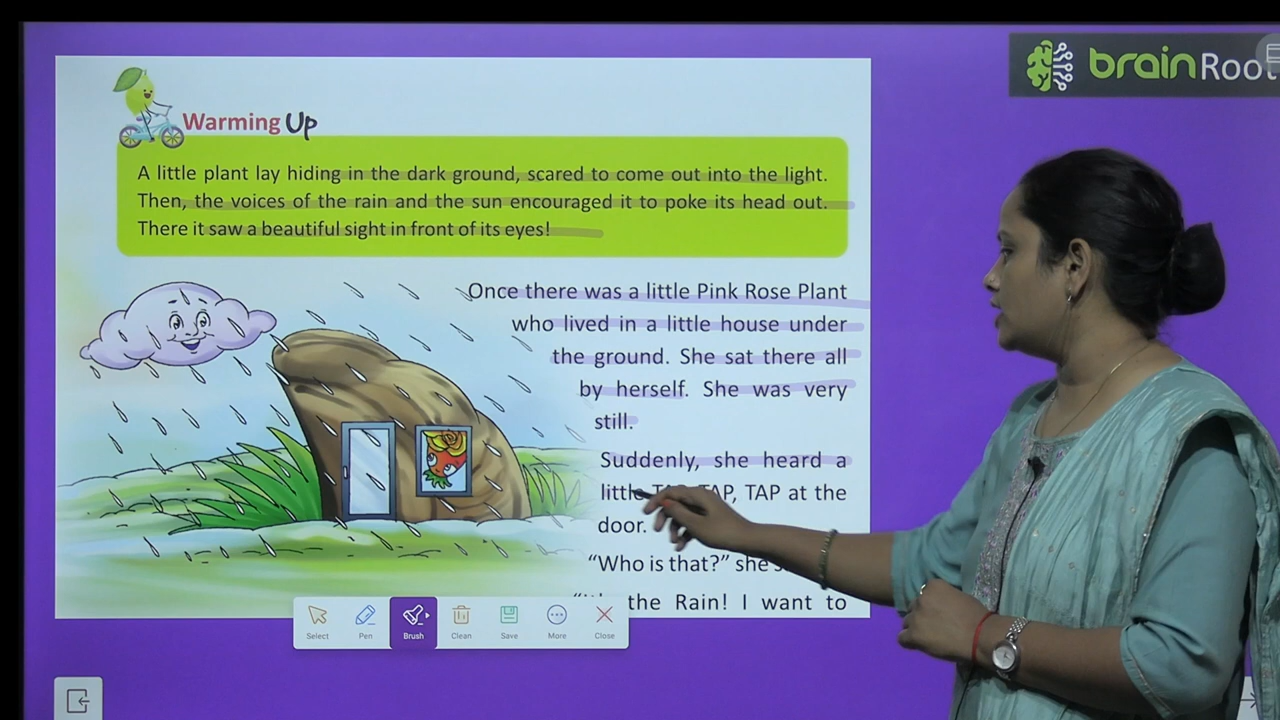 brainRoot
Warming Up
A little plant lay hiding in the dark ground, scared to come out into the light.
Then, the voices of the rain and the sun encouraged it to poke its head out.
There it saw a beautiful sight in front of its eyes!
Once there was a little Pink Rose Plant
who lived in a little house under
the ground. She sat there all
by herself. She was very
still.
Suddenly, she heard a
little TAP, TAP at the
door.
"Who is that?" she
the Rain! I want to
Select Pen Brush Clean Save More Close